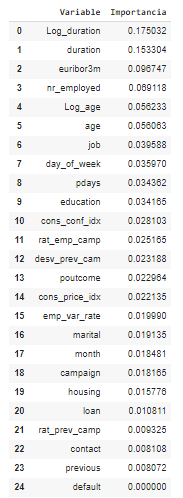 Variable Importancia
0 Log_duration 0.175032
1 duration 0.153304
2 euribor3m 0.096747
3 nr_employed 0.069118
4 Log_age 0.056233
5 age 0.056063
6 job 0.039588
7 day_of_week 0.035970
8 pdays 0.034362
9 education 0.034165
10 cons_conf_idx 0.028103
11 rat_emp_camp 0.025165
12 desv_prev_cam 0.023188
13 poutcome 0.022964
14 cons_price_idx 0.022135
15 emp_var_rate 0.019990
16 marital 0.019135
17 month 0.018481
18 campaign 0.018165
19 housing 0.015776
20 loan 0.010811
21 rat_prev_camp 0.009325
22 contact 0.008108
23 previous 0.008072
24 default 0.000000